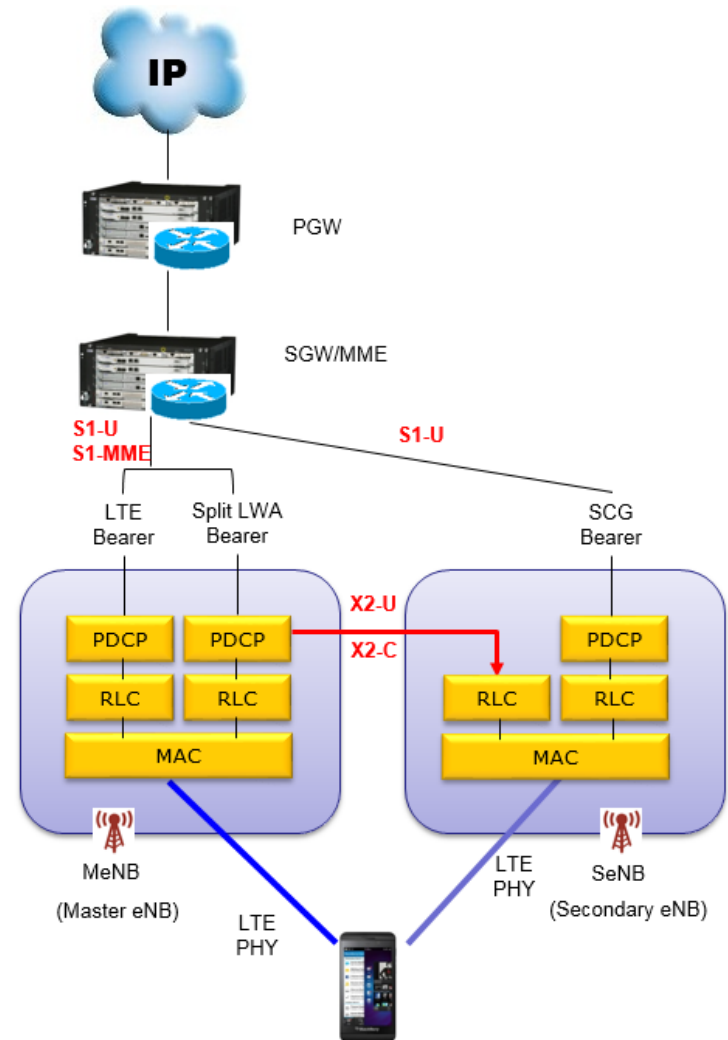 IP
PGW
SGW/MME
S1-U
S1-MME
S1-U
LTE
Bearer
Split LWA
Bearer
SCG
Bearer
X2-U
X2-C
PDCP
PDCP
PDCP
RLC
RLC
RLC
RLC
MAC
MAC
MeNB
(Master eNB)
LTE
PHY
LTE
PHY
SeNB
(Secondary eNB)